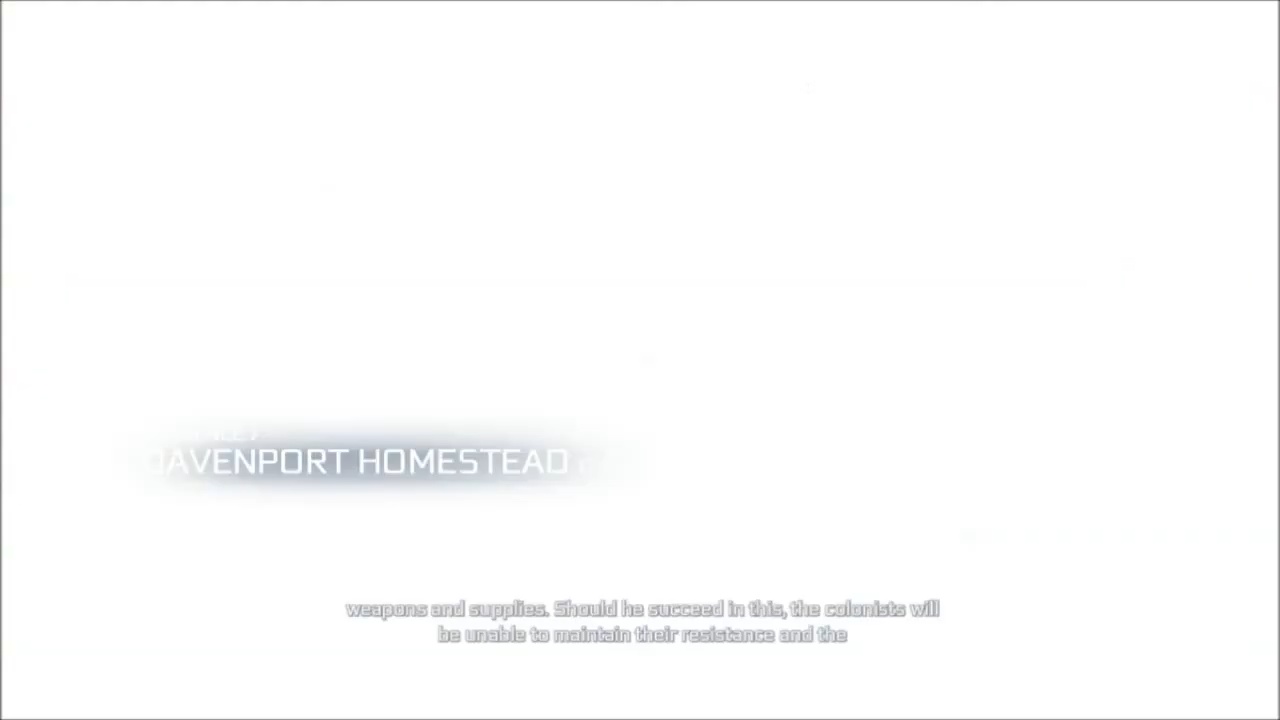 DAVENPORT HOMESTEAD
weapons and supplies. Should he succeed in this, the colonists will
be unable to maintain their resistance and the